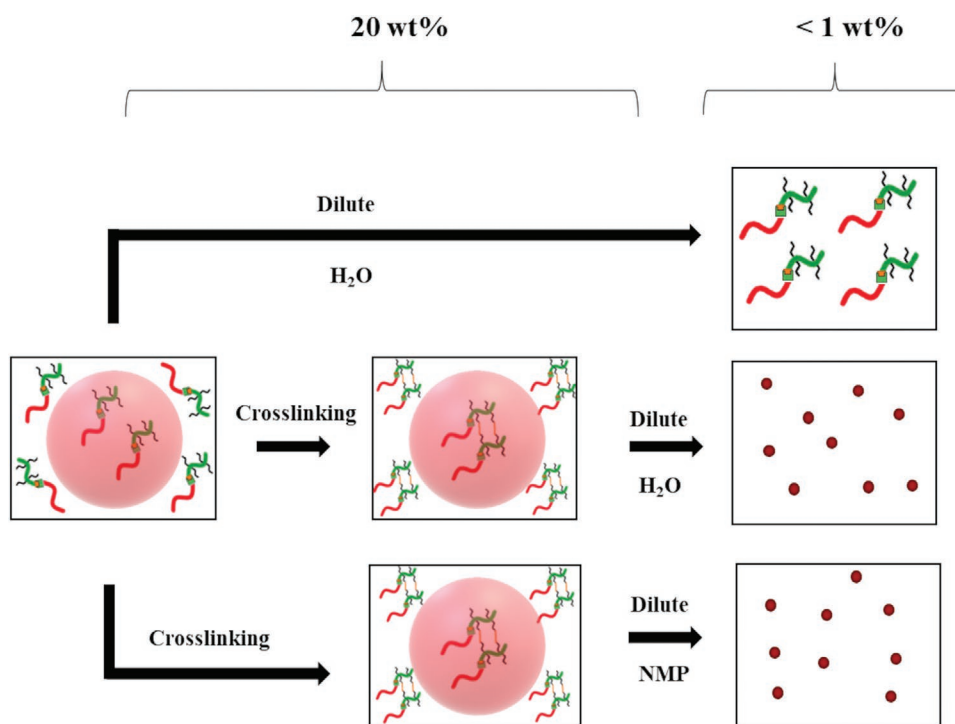 20 wt%
< 1 wt%
Dilute
H₂O
Crosslinking
Dilute
H₂O
Crosslinking
Dilute
NMP